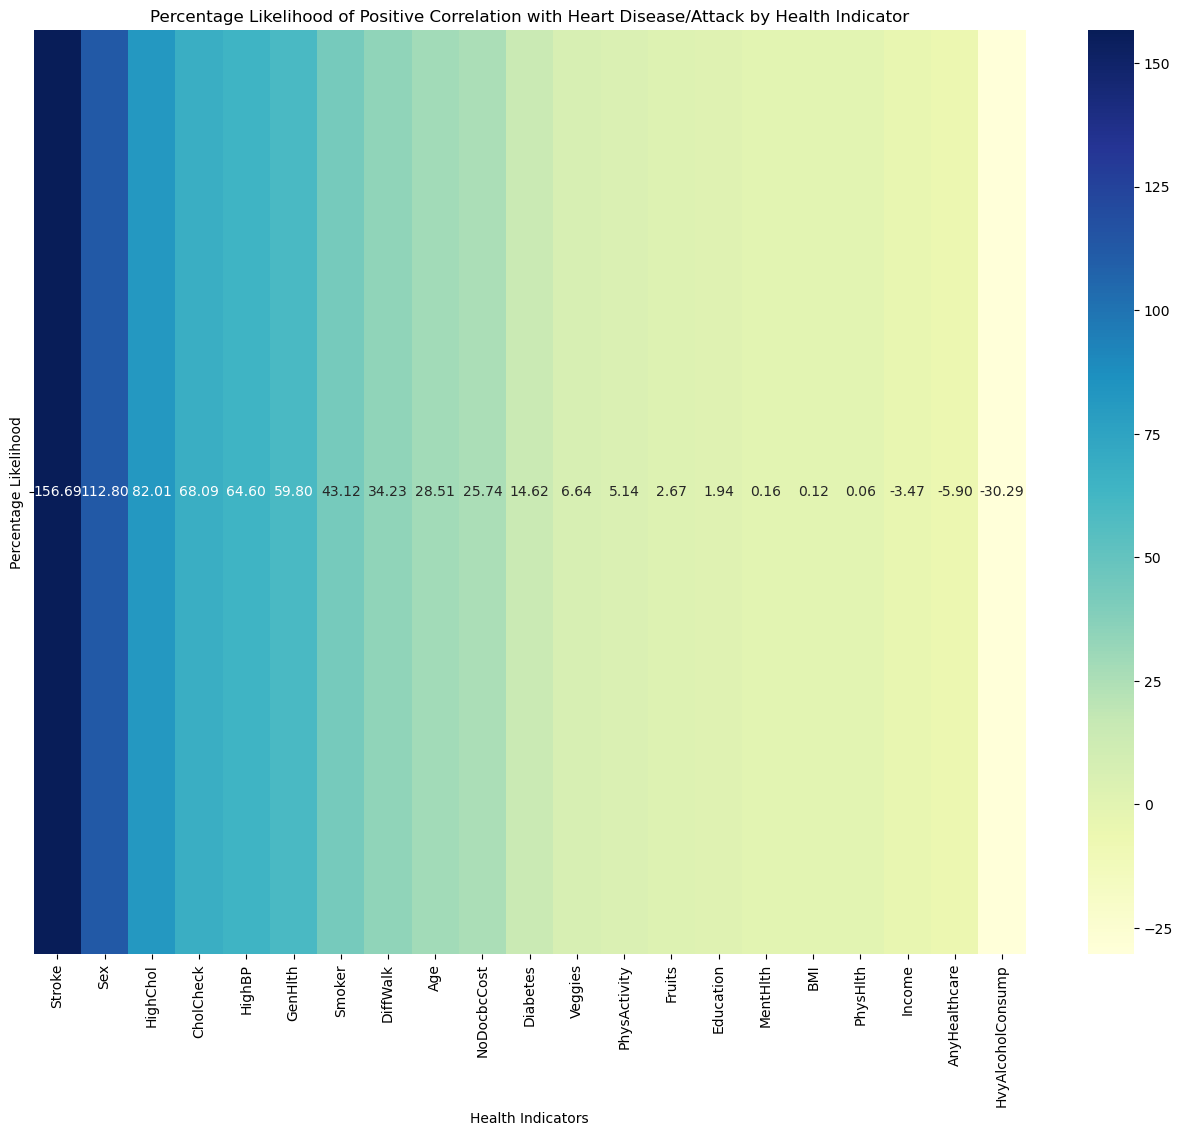 Percentage Likelihood of Positive Correlation with Heart Disease/Attack by Health Indicator
150
125
100
75
50
25
0
−25
Percentage Likelihood
156.69 112.80 82.01 68.09 64.60 59.80 43.12 34.23 28.51 25.74 14.62 6.64 5.14 2.67 1.94 0.16 0.12 0.06 -3.47 -5.90 -30.29
Stroke
Sex
HighChol
CholCheck
HighBP
GenHlth
Smoker
DiffWalk
Age
NoDocbcCost
Diabetes
Veggies
PhysActivity
Fruits
Education
MentHlth
BMI
PhysHlth
Income
AnyHealthcare
HvyAlcoholConsump
Health Indicators